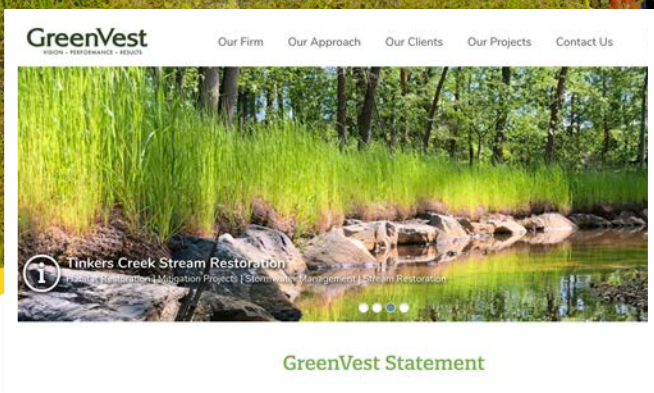 GreenVest
VISION – PERFORMANCE – RESULTS
Our Firm Our Approach Our Clients Our Projects Contact Us
Tinkers Creek Stream Restoration
Habitat Restoration | Mitigation Projects | Stormwater Management | Stream Restoration
GreenVest Statement